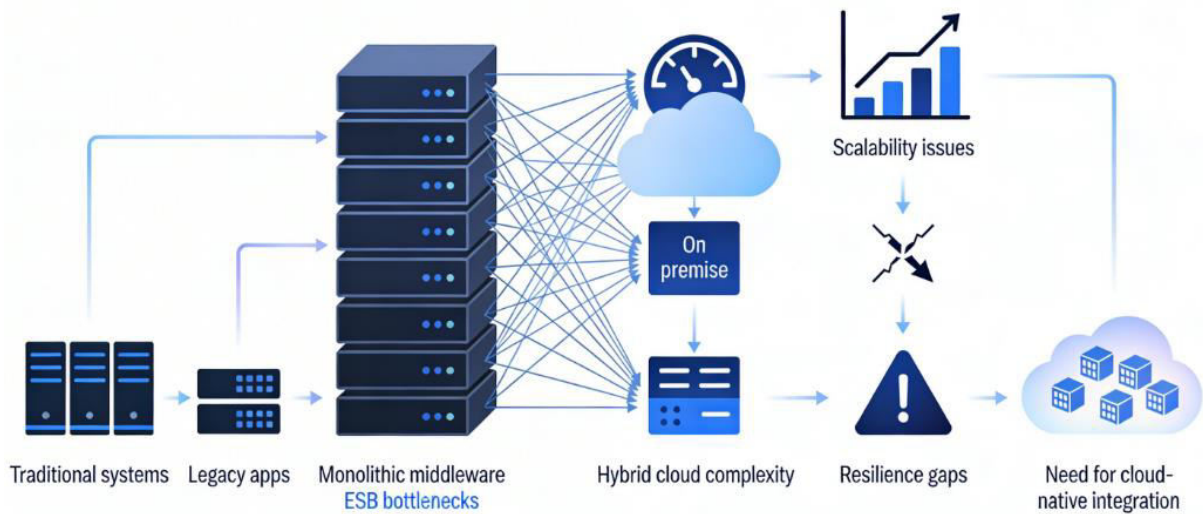 Scalability issues
On
premise
Traditional systems
Legacy apps
Monolithic middleware
ESB bottlenecks
Hybrid cloud complexity
Resilience gaps
Need for cloud-
native integration